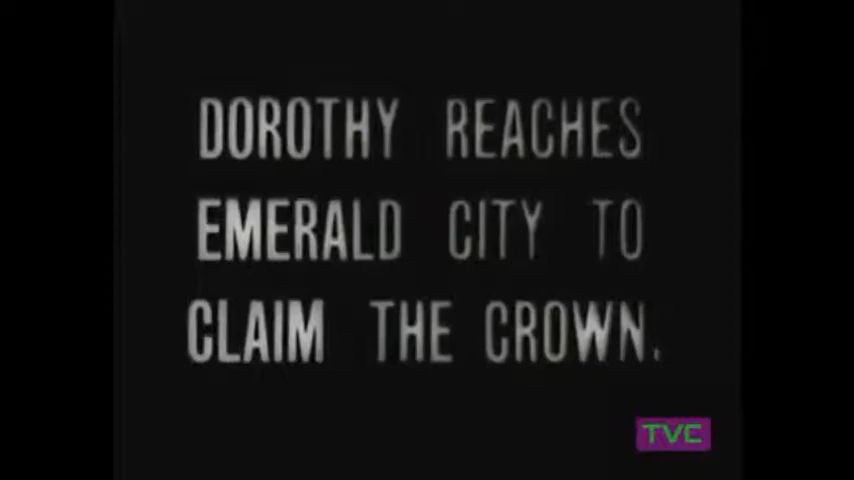 DOROTHY REACHES
EMERALD CITY TO
CLAIM THE CROWN.
TVC